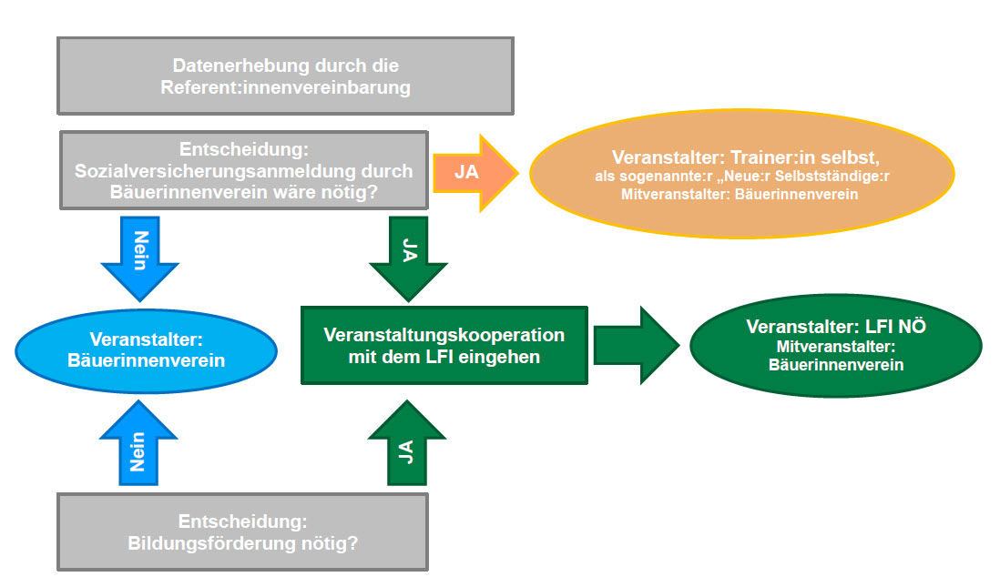 Datenerhebung durch die
Referent:innenvereinbarung
Entscheidung:
Sozialversicherungsanmeldung durch
Bäuerinnenverein wäre nötig?
JA
Veranstalter: Trainer:in selbst,
als sogenannte:r „Neue:r Selbstständige:r
Mitveranstalter: Bäuerinnenverein
Nein
JA
Veranstalter:
Bäuerinnenverein
Veranstaltungskooperation
mit dem LFI eingehen
Veranstalter: LFI NÖ
Mitveranstalter:
Bäuerinnenverein
Nein
JA
Entscheidung:
Bildungsförderung nötig?